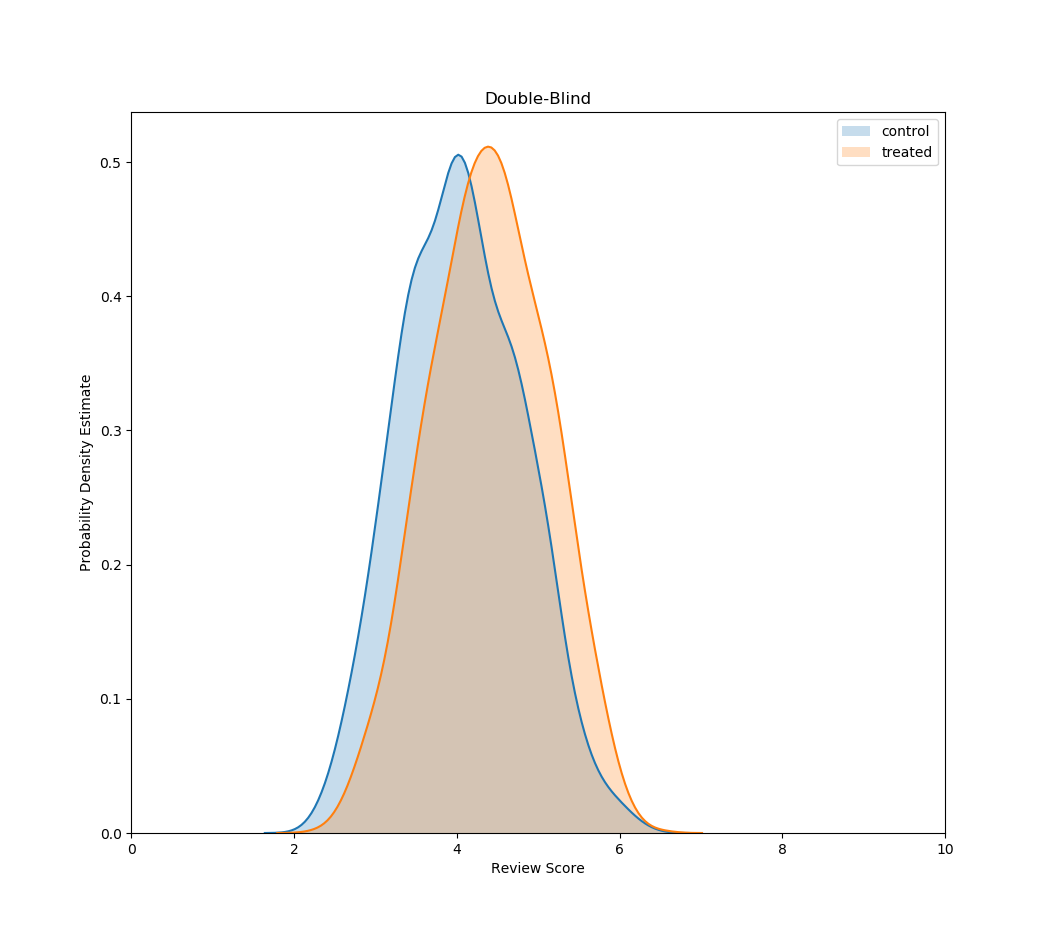 Double-Blind
control
treated
0.5
0.4
0.3
0.2
0.1
0.0
Probability Density Estimate
0 2 4 6 8 10
Review Score